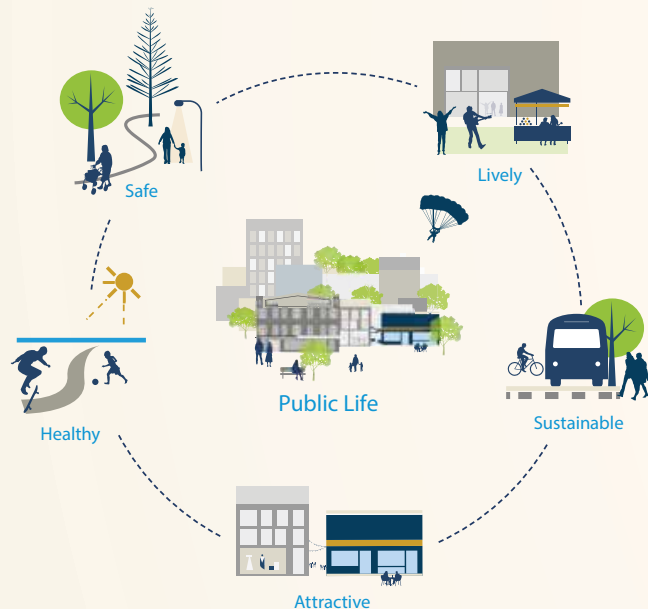 Safe
Lively
Public Life
Healthy
Sustainable
Attractive